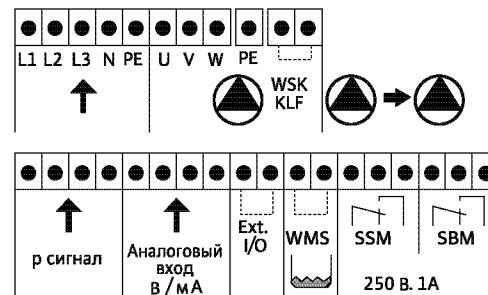 L1 L2 L3 N PE U V W PE
WSK
KLF
p сигнал
Аналоговый
вход
В / мА
Ext.
I/O
WMS
SSM
SBM
250 В. 1А